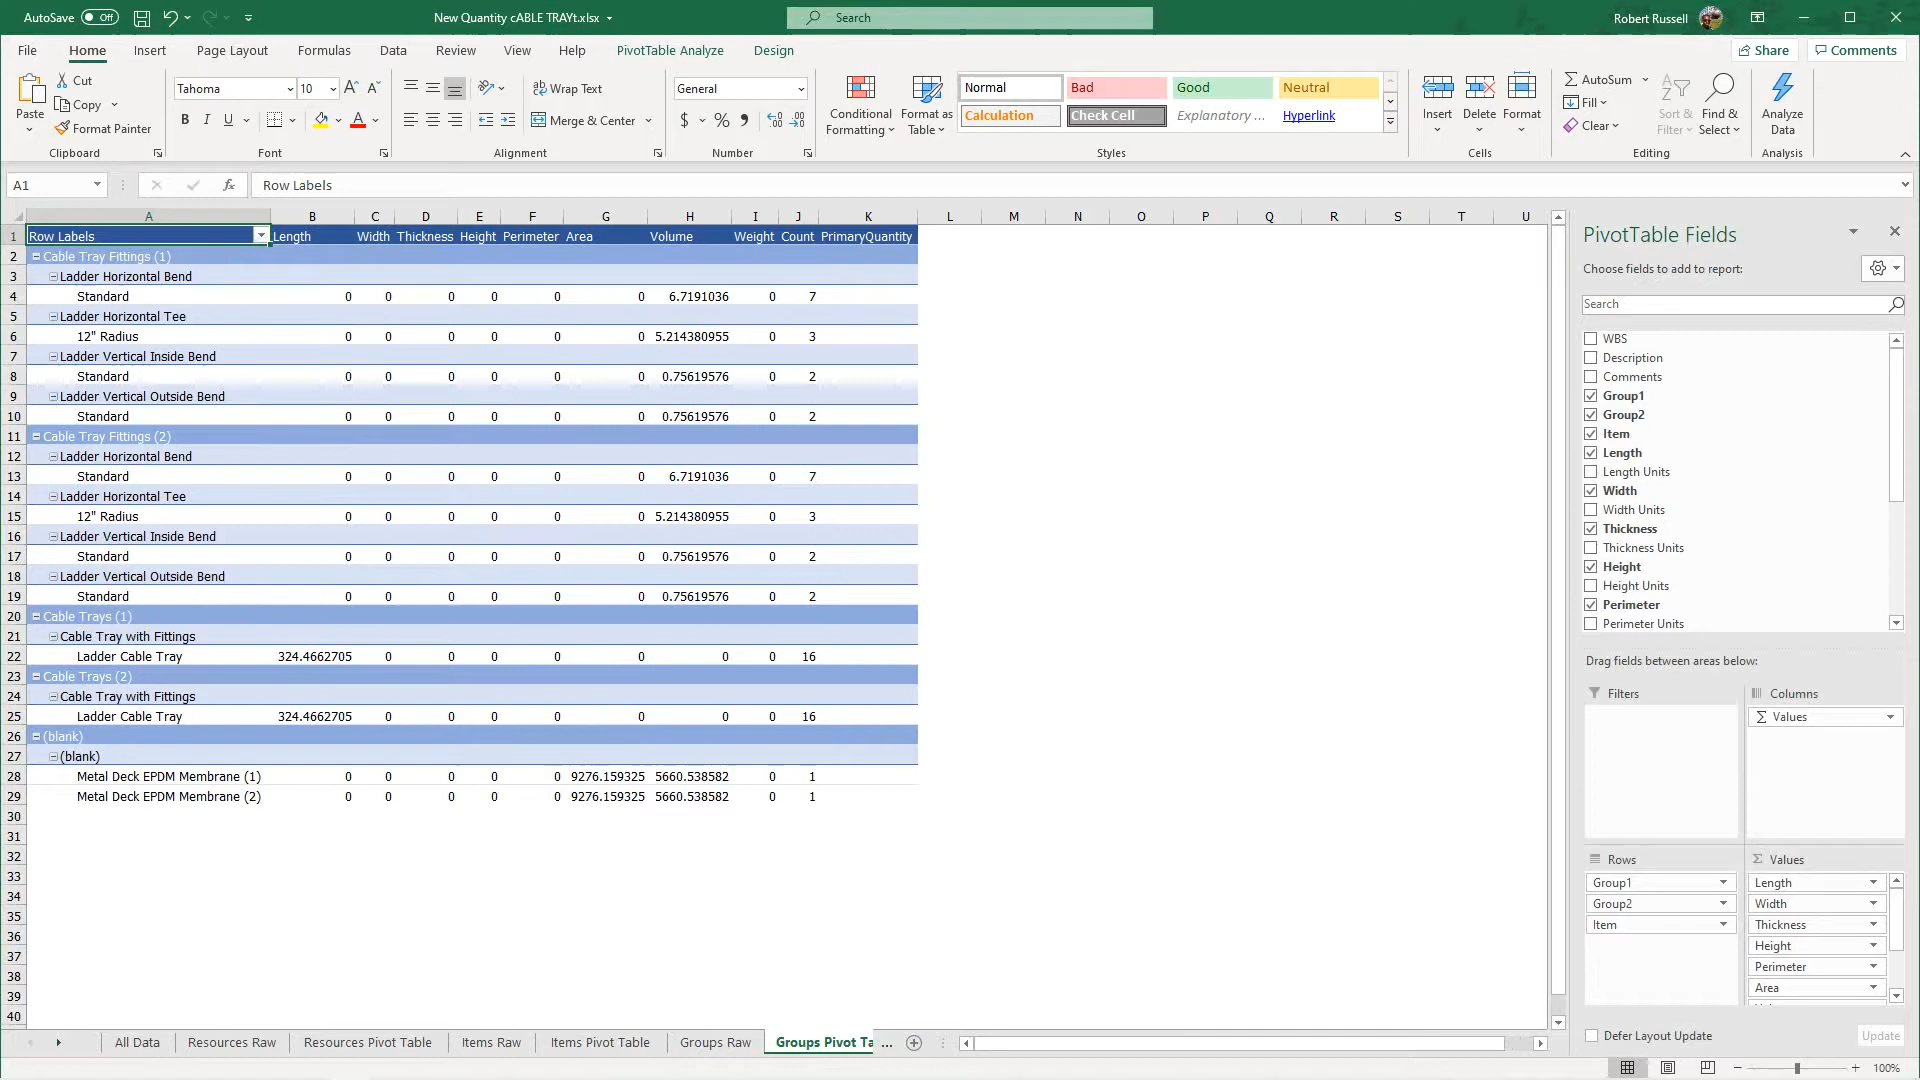 AutoSave Off New Quantity cABLE TRAYt.xlsx Search Robert Russell
File Home Insert Page Layout Formulas Data Review View Help PivotTable Analyze Design Share Comments
Paste Cut Copy Format Painter Clipboard
Tahoma 10 A A B I U A Font
Wrap Text Merge & Center Alignment
General $ % , Number
Conditional Formatting Format as Table
Normal Bad Good Neutral
Calculation Check Cell Explanatory ... Hyperlink
Styles
Insert Delete Format Cells
AutoSum Fill Clear Sort & Filter Find & Select Editing
Analyze Data Analysis
A1 fx Row Labels
A B C D E F G H I J K L M N O P Q R S T U
1 Row Labels Length Width Thickness Height Perimeter Area Volume Weight Count PrimaryQuantity
2 Cable Tray Fittings (1)
3 Ladder Horizontal Bend
4 Standard 0 0 0 0 0 0 6.7191036 0 7
5 Ladder Horizontal Tee
6 12" Radius 0 0 0 0 0 0 5.214380955 0 3
7 Ladder Vertical Inside Bend
8 Standard 0 0 0 0 0 0 0.75619576 0 2
9 Ladder Vertical Outside Bend
10 Standard 0 0 0 0 0 0 0.75619576 0 2
11 Cable Tray Fittings (2)
12 Ladder Horizontal Bend
13 Standard 0 0 0 0 0 0 6.7191036 0 7
14 Ladder Horizontal Tee
15 12" Radius 0 0 0 0 0 0 5.214380955 0 3
16 Ladder Vertical Inside Bend
17 Standard 0 0 0 0 0 0 0.75619576 0 2
18 Ladder Vertical Outside Bend
19 Standard 0 0 0 0 0 0 0.75619576 0 2
20 Cable Trays (1)
21 Cable Tray with Fittings
22 Ladder Cable Tray 324.4662705 0 0 0 0 0 0 0 16
23 Cable Trays (2)
24 Cable Tray with Fittings
25 Ladder Cable Tray 324.4662705 0 0 0 0 0 0 0 16
26 (blank)
27 (blank)
28 Metal Deck EPDM Membrane (1) 0 0 0 0 0 9276.159325 5660.538582 0 1
29 Metal Deck EPDM Membrane (2) 0 0 0 0 0 9276.159325 5660.538582 0 1
30
31
32
33
34
35
36
37
38
39
40
PivotTable Fields
Choose fields to add to report:
Search
WBS
Description
Comments
Group1
Group2
Item
Length
Length Units
Width
Width Units
Thickness
Thickness Units
Height
Height Units
Perimeter
Perimeter Units
Drag fields between areas below:
Filters Columns
Values
Rows Values
Group1 Length
Group2 Width
Item Thickness
Height
Perimeter
Area
Defer Layout Update Update
All Data Resources Raw Resources Pivot Table Items Raw Items Pivot Table Groups Raw Groups Pivot Ta ...
100%